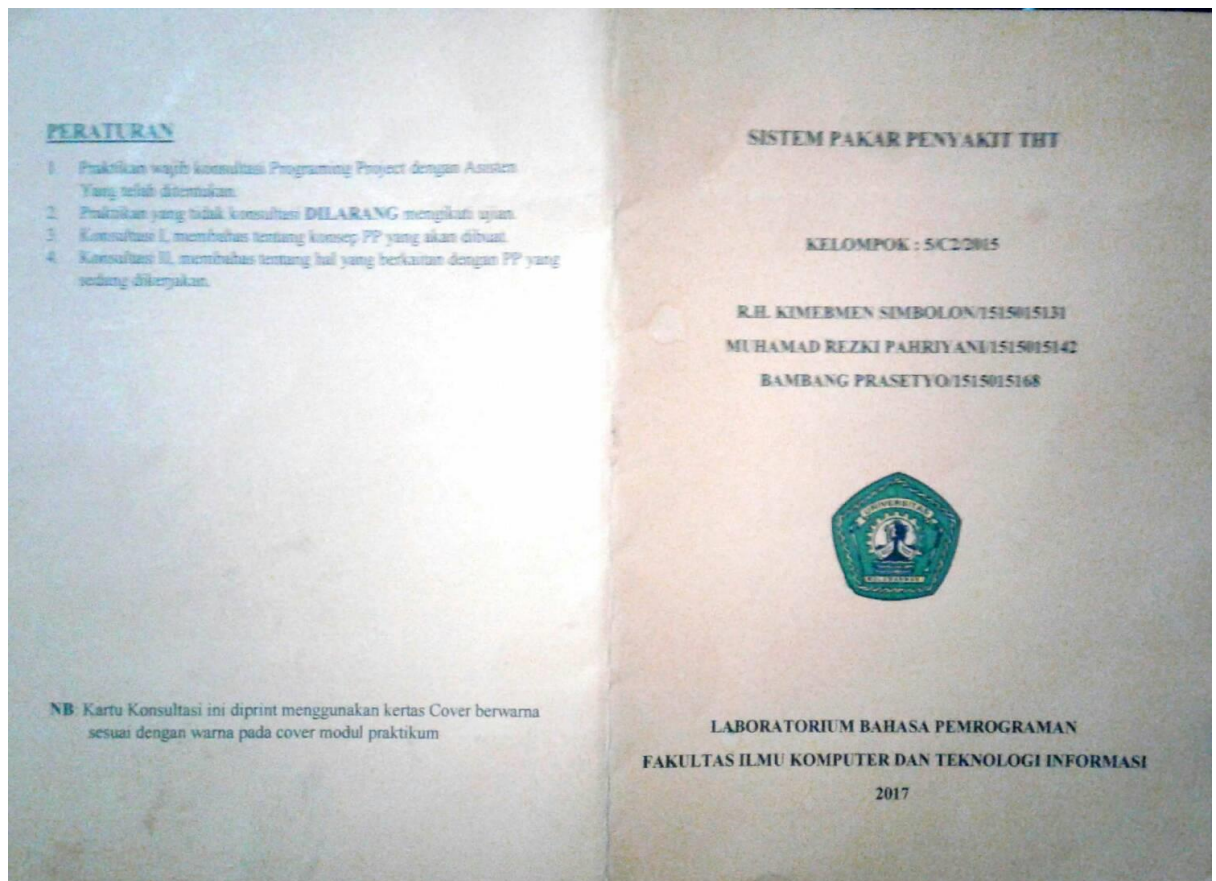 PERATURAN
1. Praktikan wajib konsultasi Programing Project dengan Asisten
Yang telah ditentukan.
2. Praktikan yang tidak konsultasi DILARANG mengikuti ujian.
3. Konsultasi I, membahas tentang konsep PP yang akan dibuat.
4. Konsultasi II, membahas tentang hal yang berkaitan dengan PP yang
sedang dikerjakan.
NB: Kartu Konsultasi ini diprint menggunakan kertas Cover berwarna
sesuai dengan warna pada cover modul praktikum
SISTEM PAKAR PENYAKIT THT
KELOMPOK : 5/C2/2015
R.H. KIMEBMEN SIMBOLON/1515015131
MUHAMAD REZKI PAHRIYANI/1515015142
BAMBANG PRASETYO/1515015168
UNIVERSITAS
MULAWARMAN
LABORATORIUM BAHASA PEMROGRAMAN
FAKULTAS ILMU KOMPUTER DAN TEKNOLOGI INFORMASI
2017